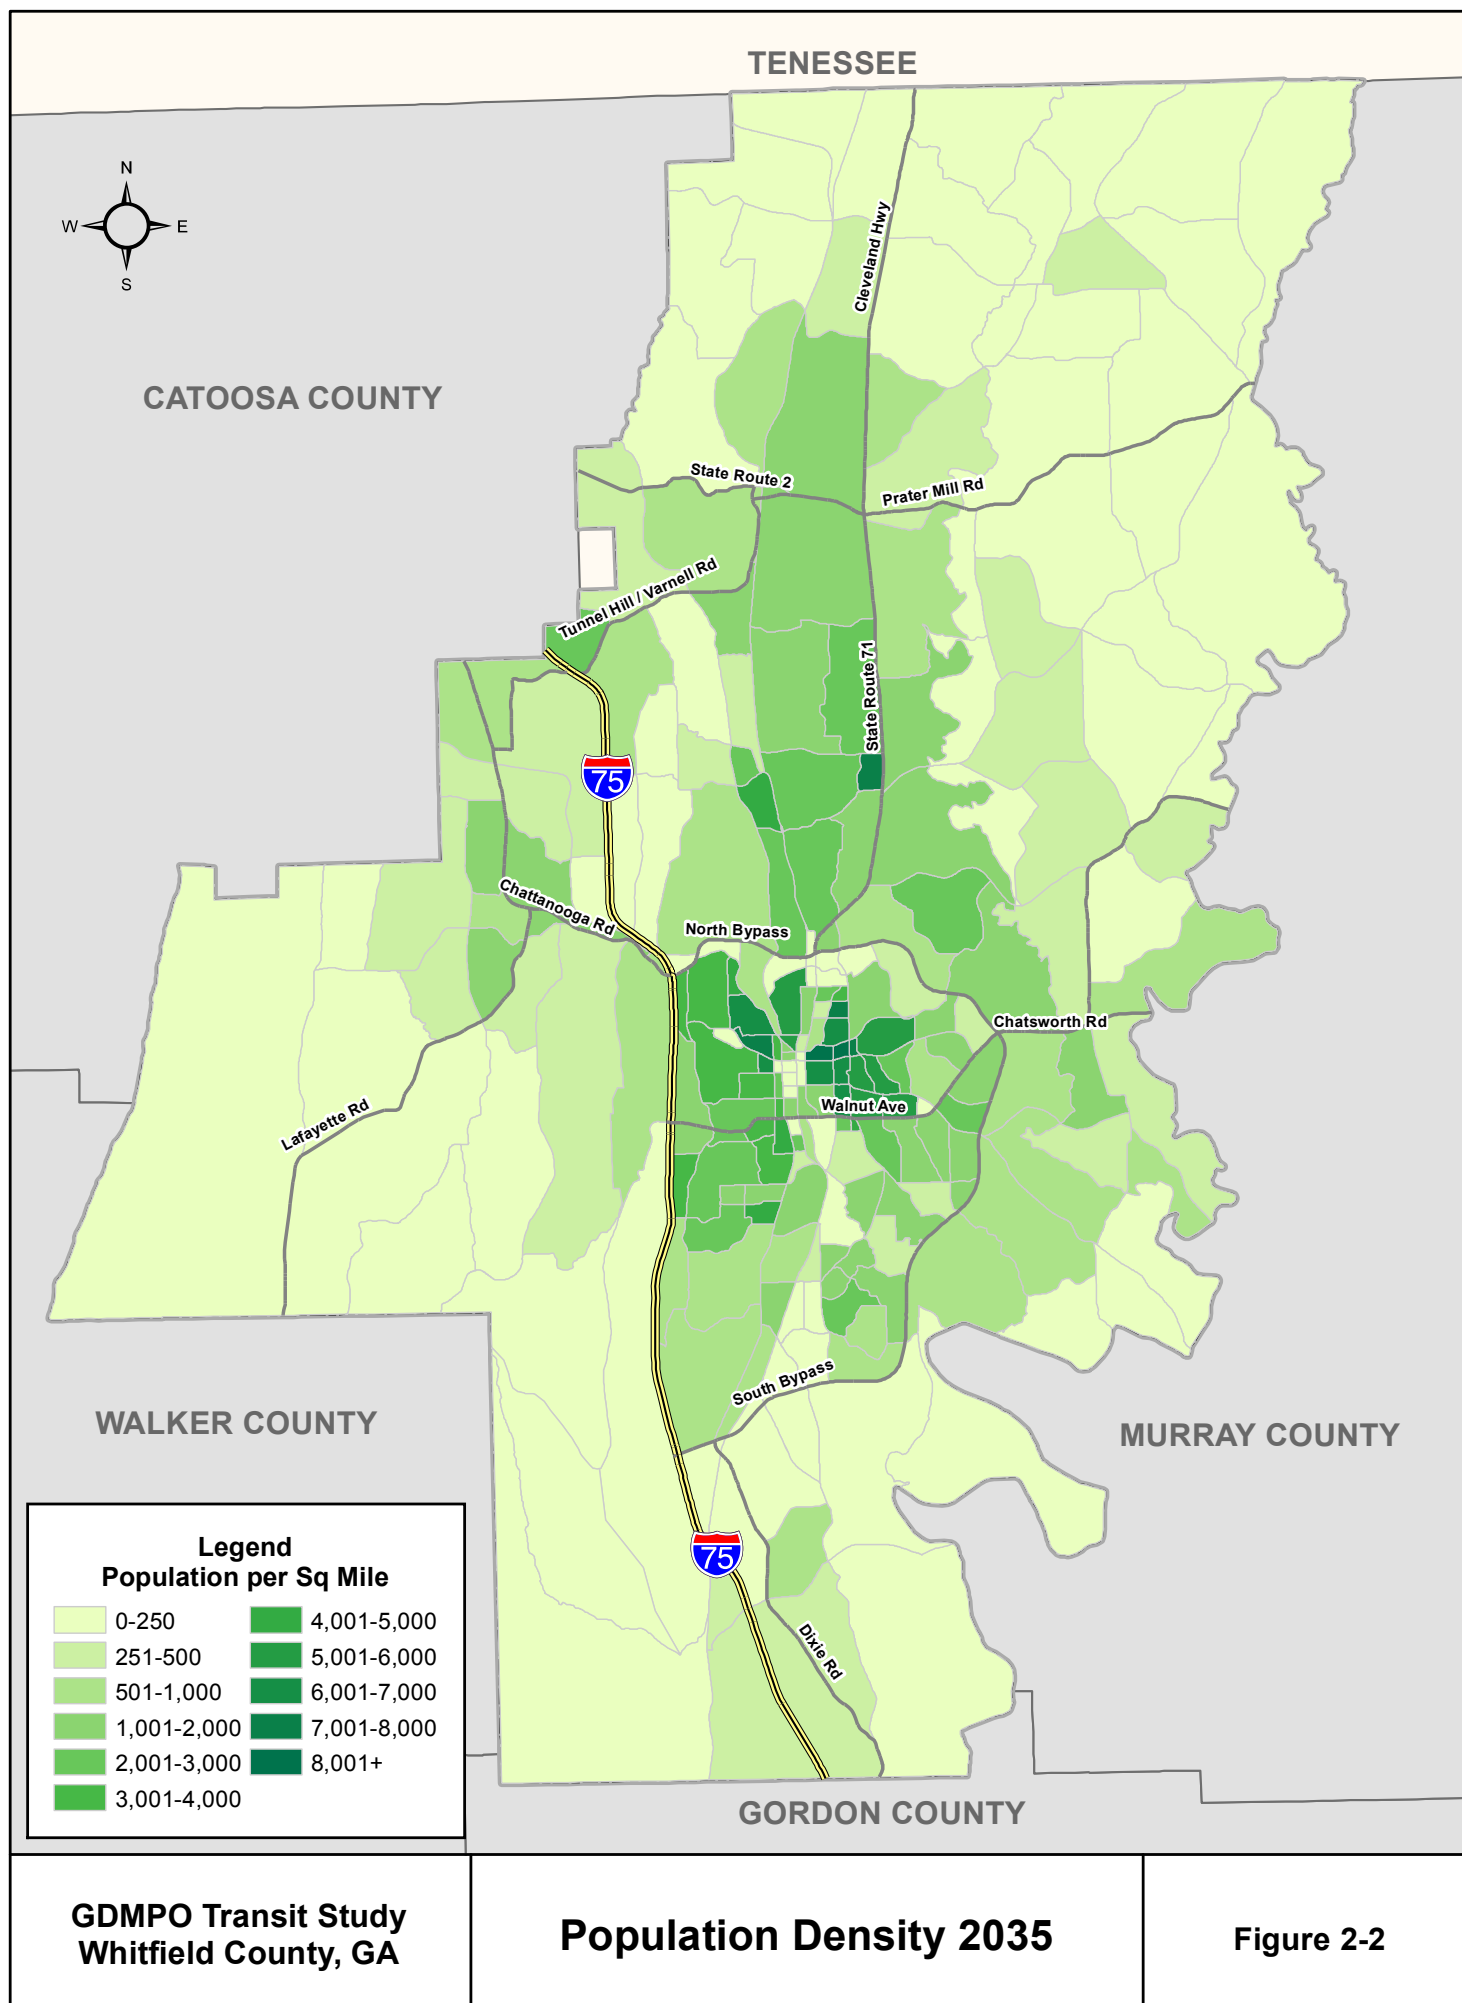 TENESSEE
N
W
E
S
Cleveland Hwy
CATOOSA COUNTY
State Route 2
Prater Mill Rd
Tunnel Hill / Varnell Rd
State Route 71
75
Chattanooga Rd
North Bypass
Chatsworth Rd
Lafayette Rd
Walnut Ave
South Bypass
WALKER COUNTY
MURRAY COUNTY
75
Dixie Rd
Legend
Population per Sq Mile
0-250
251-500
501-1,000
1,001-2,000
2,001-3,000
3,001-4,000
4,001-5,000
5,001-6,000
6,001-7,000
7,001-8,000
8,001+
GORDON COUNTY
GDMPO Transit Study
Whitfield County, GA
Population Density 2035
Figure 2-2